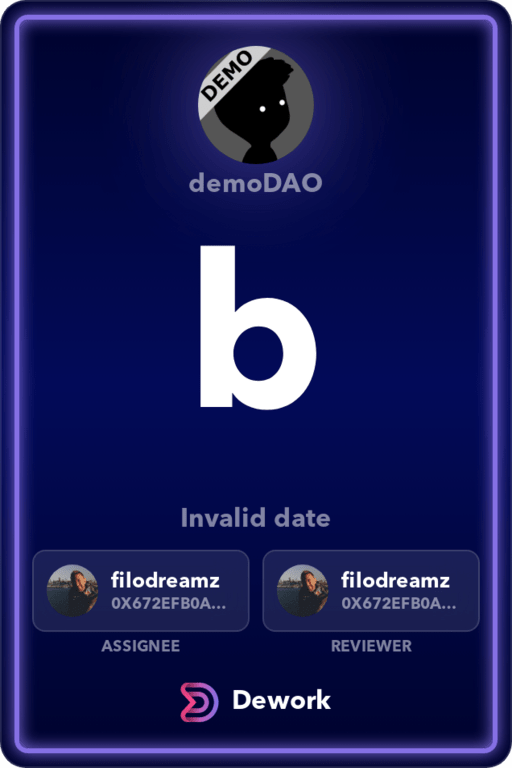 DEMO
demoDAO
b
Invalid date
filodreamz
0X672EFB0A...
ASSIGNEE
filodreamz
0X672EFB0A...
REVIEWER
Dework